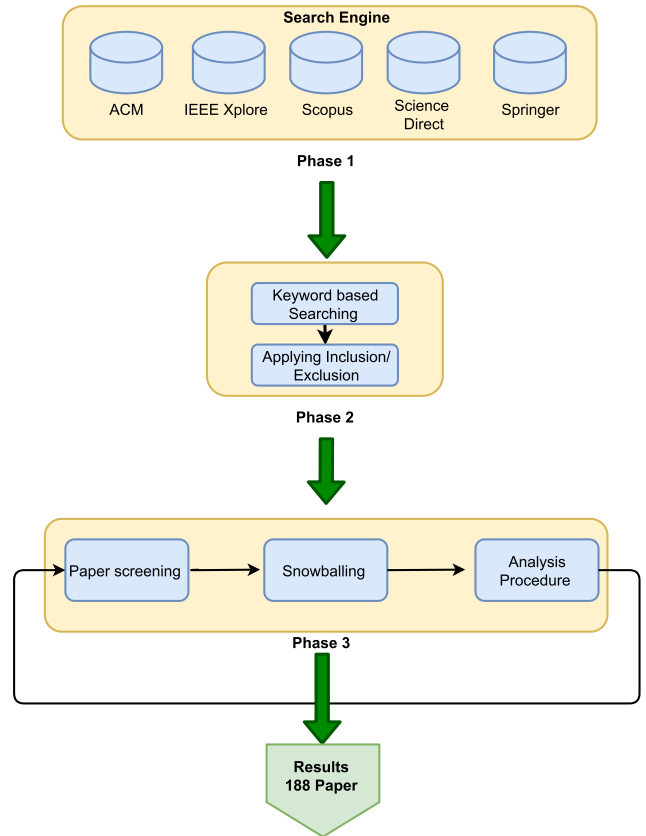 Search Engine
ACM
IEEE Xplore
Scopus
Science
Direct
Springer
Phase 1
Keyword based
Searching
Applying Inclusion/
Exclusion
Phase 2
Paper screening
Snowballing
Analysis
Procedure
Phase 3
Results
188 Paper